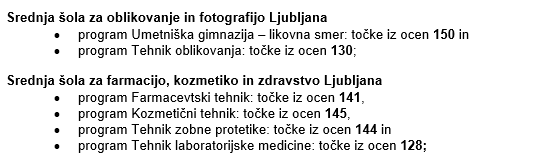 Srednja šola za oblikovanje in fotografijo Ljubljana
• program Umetniška gimnazija – likovna smer: točke iz ocen 150 in
• program Tehnik oblikovanja: točke iz ocen 130;
Srednja šola za farmacijo, kozmetiko in zdravstvo Ljubljana
• program Farmacevtski tehnik: točke iz ocen 141,
• program Kozmetični tehnik: točke iz ocen 145,
• program Tehnik zobne protetike: točke iz ocen 144 in
• program Tehnik laboratorijske medicine: točke iz ocen 128;